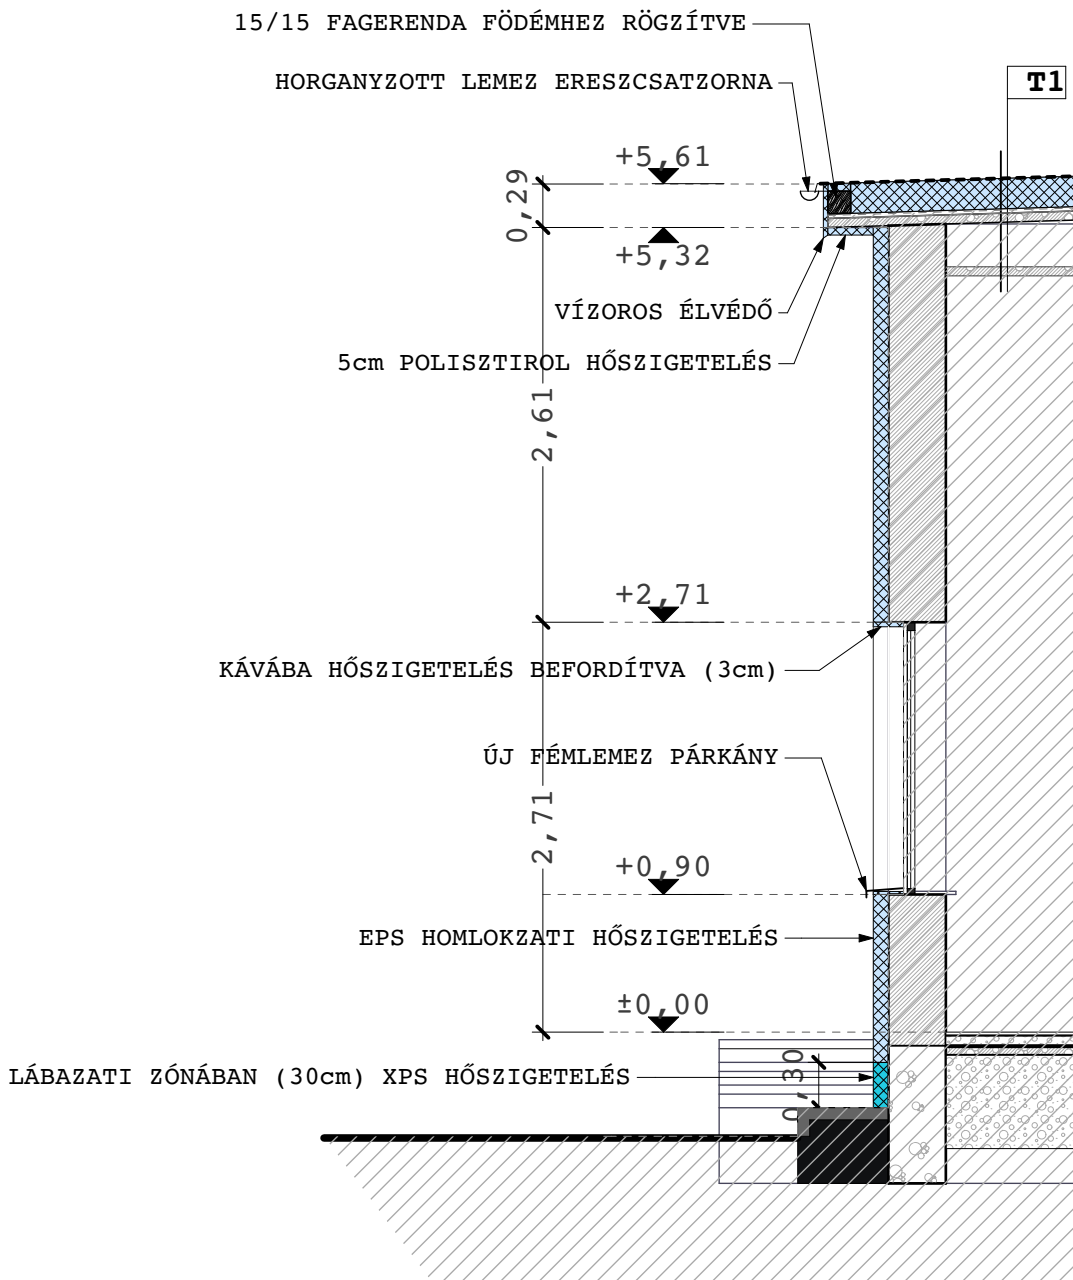 15/15 FAGERENDA FÖDÉMHEZ RÖGZÍTVE
HORGANYZOTT LEMEZ ERESZCSATZORNA
T1
+5,61
0,29
+5,32
VÍZOROS ÉLVÉDŐ
5cm POLISZTIROL HŐSZIGETELÉS
2,61
+2,71
KÁVÁBA HŐSZIGETELÉS BEFORDÍTVA (3cm)
ÚJ FÉMLEMEZ PÁRKÁNY
2,71
+0,90
EPS HOMLOKZATI HŐSZIGETELÉS
±0,00
LÁBAZATI ZÓNÁBAN (30cm) XPS HŐSZIGETELÉS
0,30